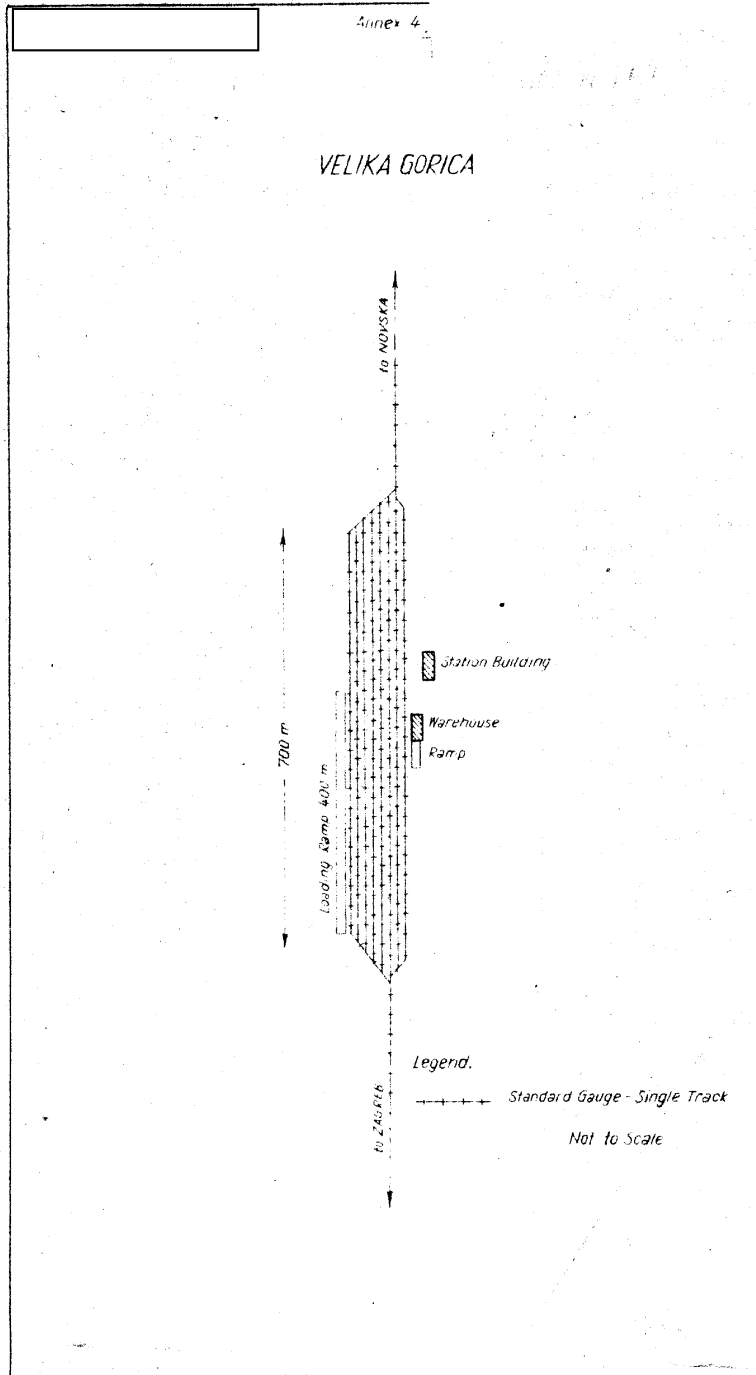 Annex 4
VELIKA GORICA
to NOVSKA
Station Building
700 m
Warehouse
Ramp
Loading Ramp 400 m
Legend.
to ZAGREB
Standard Gauge - Single Track
Not to Scale